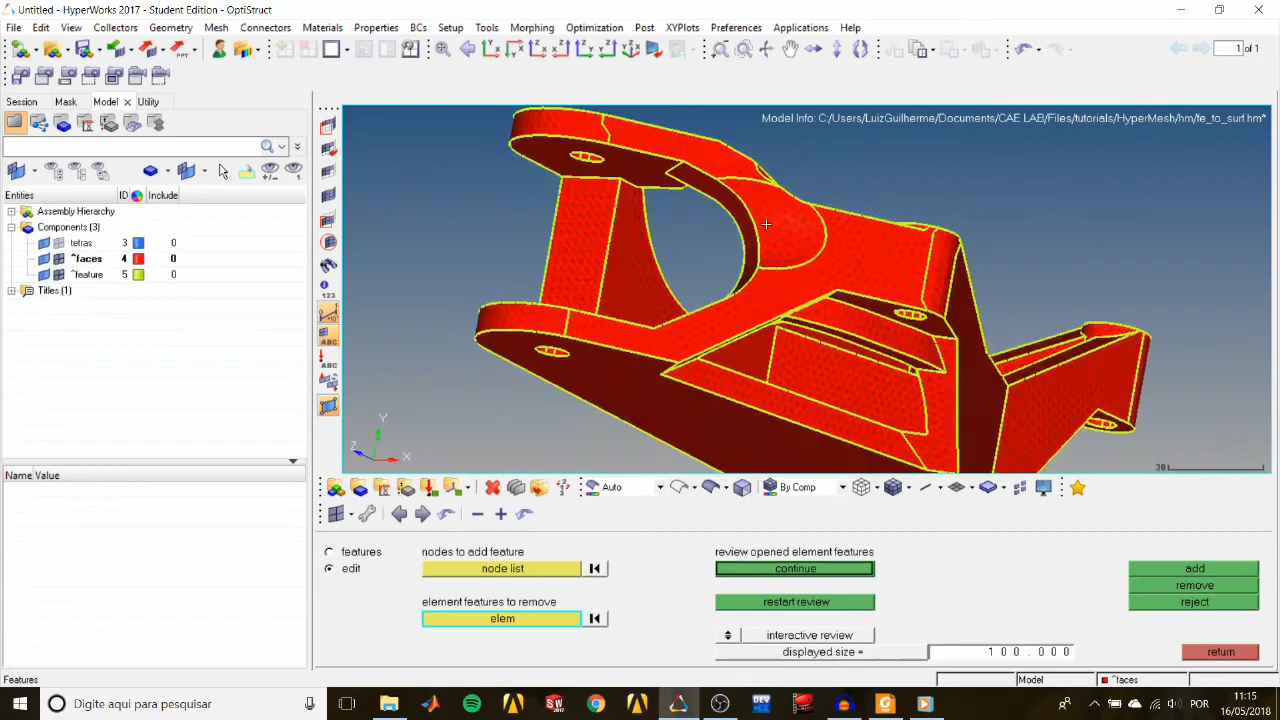 Untitled - HyperWorks 2017 - Student Edition - OptiStruct
File Edit View Collectors Geometry Mesh Connectors Materials Properties BCs Setup Tools Morphing Optimization Post XYPlots Preferences Applications Help
1 of 1
Session Mask Model Utility
Model Info: C:/Users/LuizGuilherme/Documents/CAE LAB/Files/tutorials/HyperMesh/hm/fe_to_surf.hm*
Entities ID Include
Assembly Hierarchy
Components (3)
tetras 3 0
^faces 4 0
^feature 5 0
Titles (1)
123
ABC
ABC
Y
Z X
30
Name Value
Auto By Comp
features nodes to add feature review opened element features
edit node list continue add
remove
element features to remove restart review reject
elem
interactive review
displayed size = 100.000 return
Features Model ^faces
Digite aqui para pesquisar
POR
11:15
16/05/2018